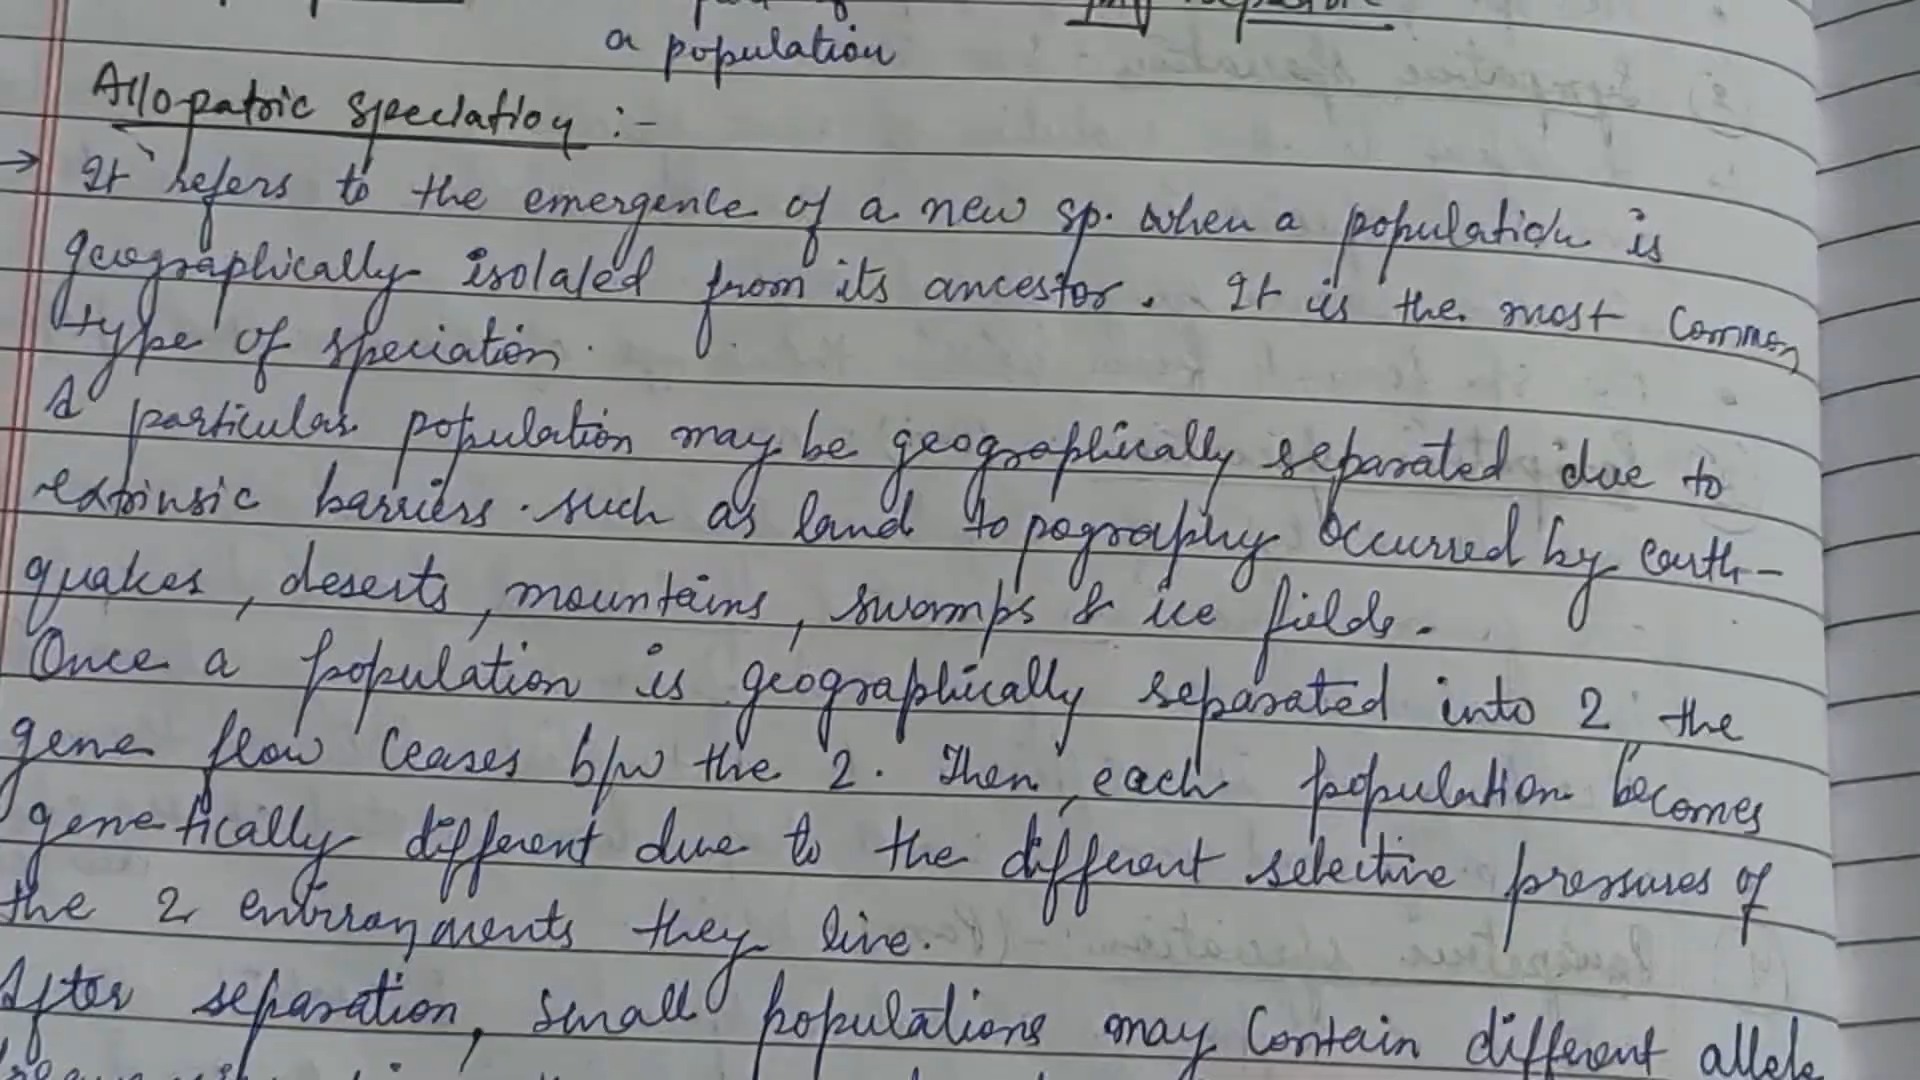 a population
Allopatric speciation :-
→ It refers to the emergence of a new sp. when a population is
geographically isolated from its ancestor. It is the most common
type of speciation.
A particular population may be geographically separated due to
extrinsic barriers. such as land topography occurred by earth-
quakes, deserts, mountains, swamps & ice fields.
Once a population is geographically separated into 2, the
gene flow ceases b/w the 2. Then, each population becomes
genetically different due to the different selective pressures of
the 2 envirraynments they live.
After separation, small populations may contain different allele